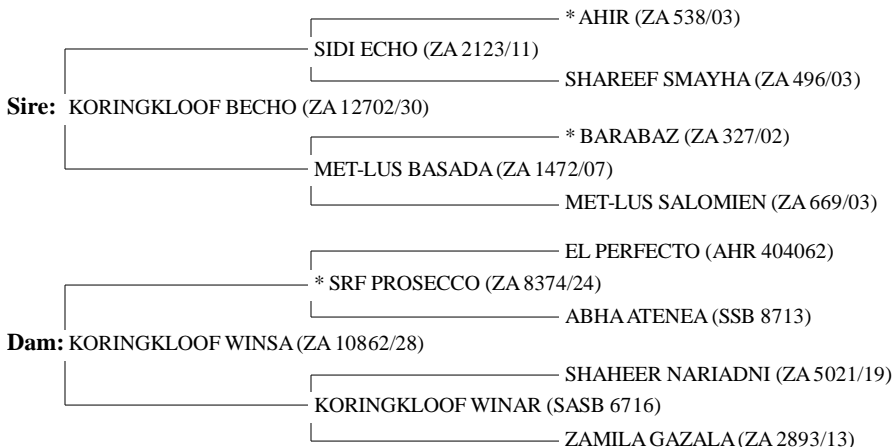 * AHIR (ZA 538/03)
SIDI ECHO (ZA 2123/11)
SHAREEF SMAYHA (ZA 496/03)
Sire: KORINGKLOOF BECHO (ZA 12702/30)
* BARABAZ (ZA 327/02)
MET-LUS BASADA (ZA 1472/07)
MET-LUS SALOMIEN (ZA 669/03)
EL PERFECTO (AHR 404062)
* SRF PROSECCO (ZA 8374/24)
ABHA ATENEA (SSB 8713)
Dam: KORINGKLOOF WINSA (ZA 10862/28)
SHAHEER NARIADNI (ZA 5021/19)
KORINGKLOOF WINAR (SASB 6716)
ZAMILA GAZALA (ZA 2893/13)